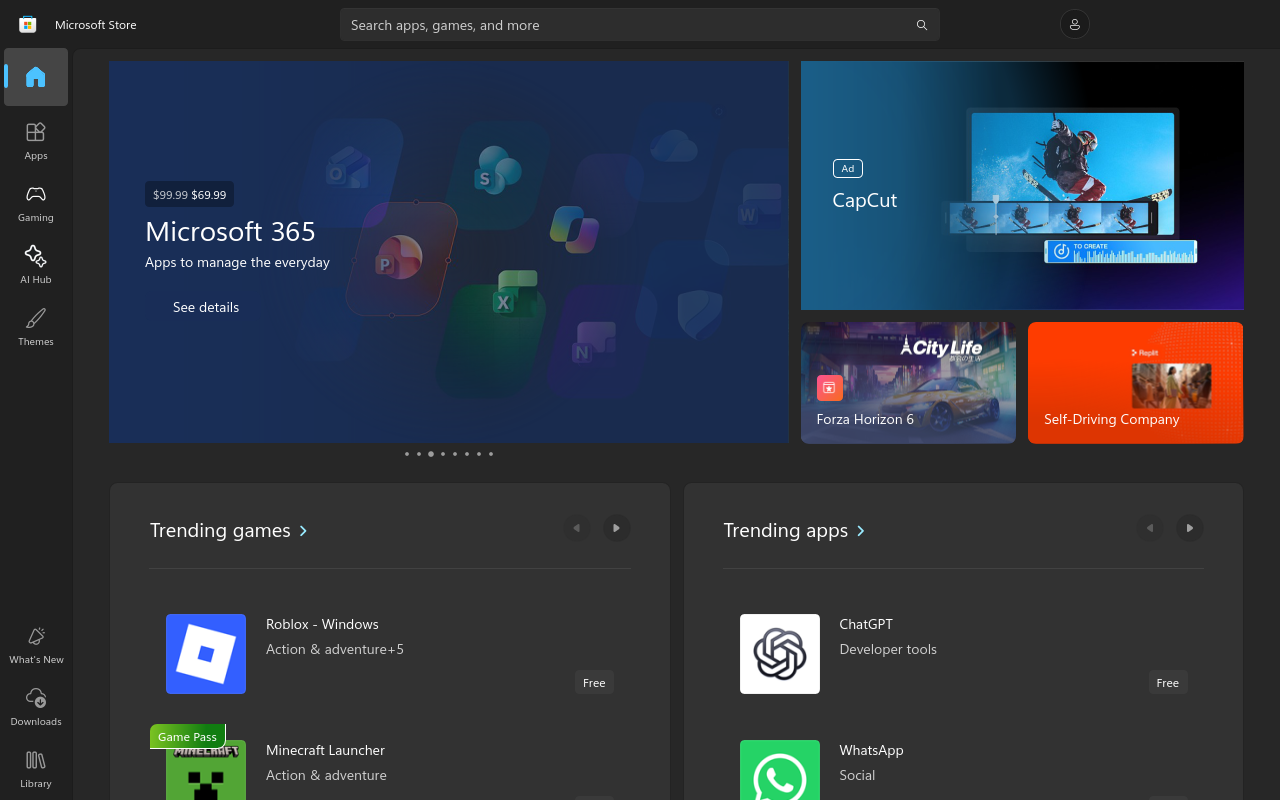 Microsoft Store
Search apps, games, and more
Apps
Gaming
AI Hub
Themes
What's New
Downloads
Library
$99.99 $69.99
Microsoft 365
Apps to manage the everyday
See details
O
S
P
X
N
W
Ad
CapCut
TO CREATE
City Life
Forza Horizon 6
Replit
Self-Driving Company
Trending games
Roblox - Windows
Action & adventure+5
Free
Game Pass
MINECRAFT
Minecraft Launcher
Action & adventure
Trending apps
ChatGPT
Developer tools
Free
WhatsApp
Social